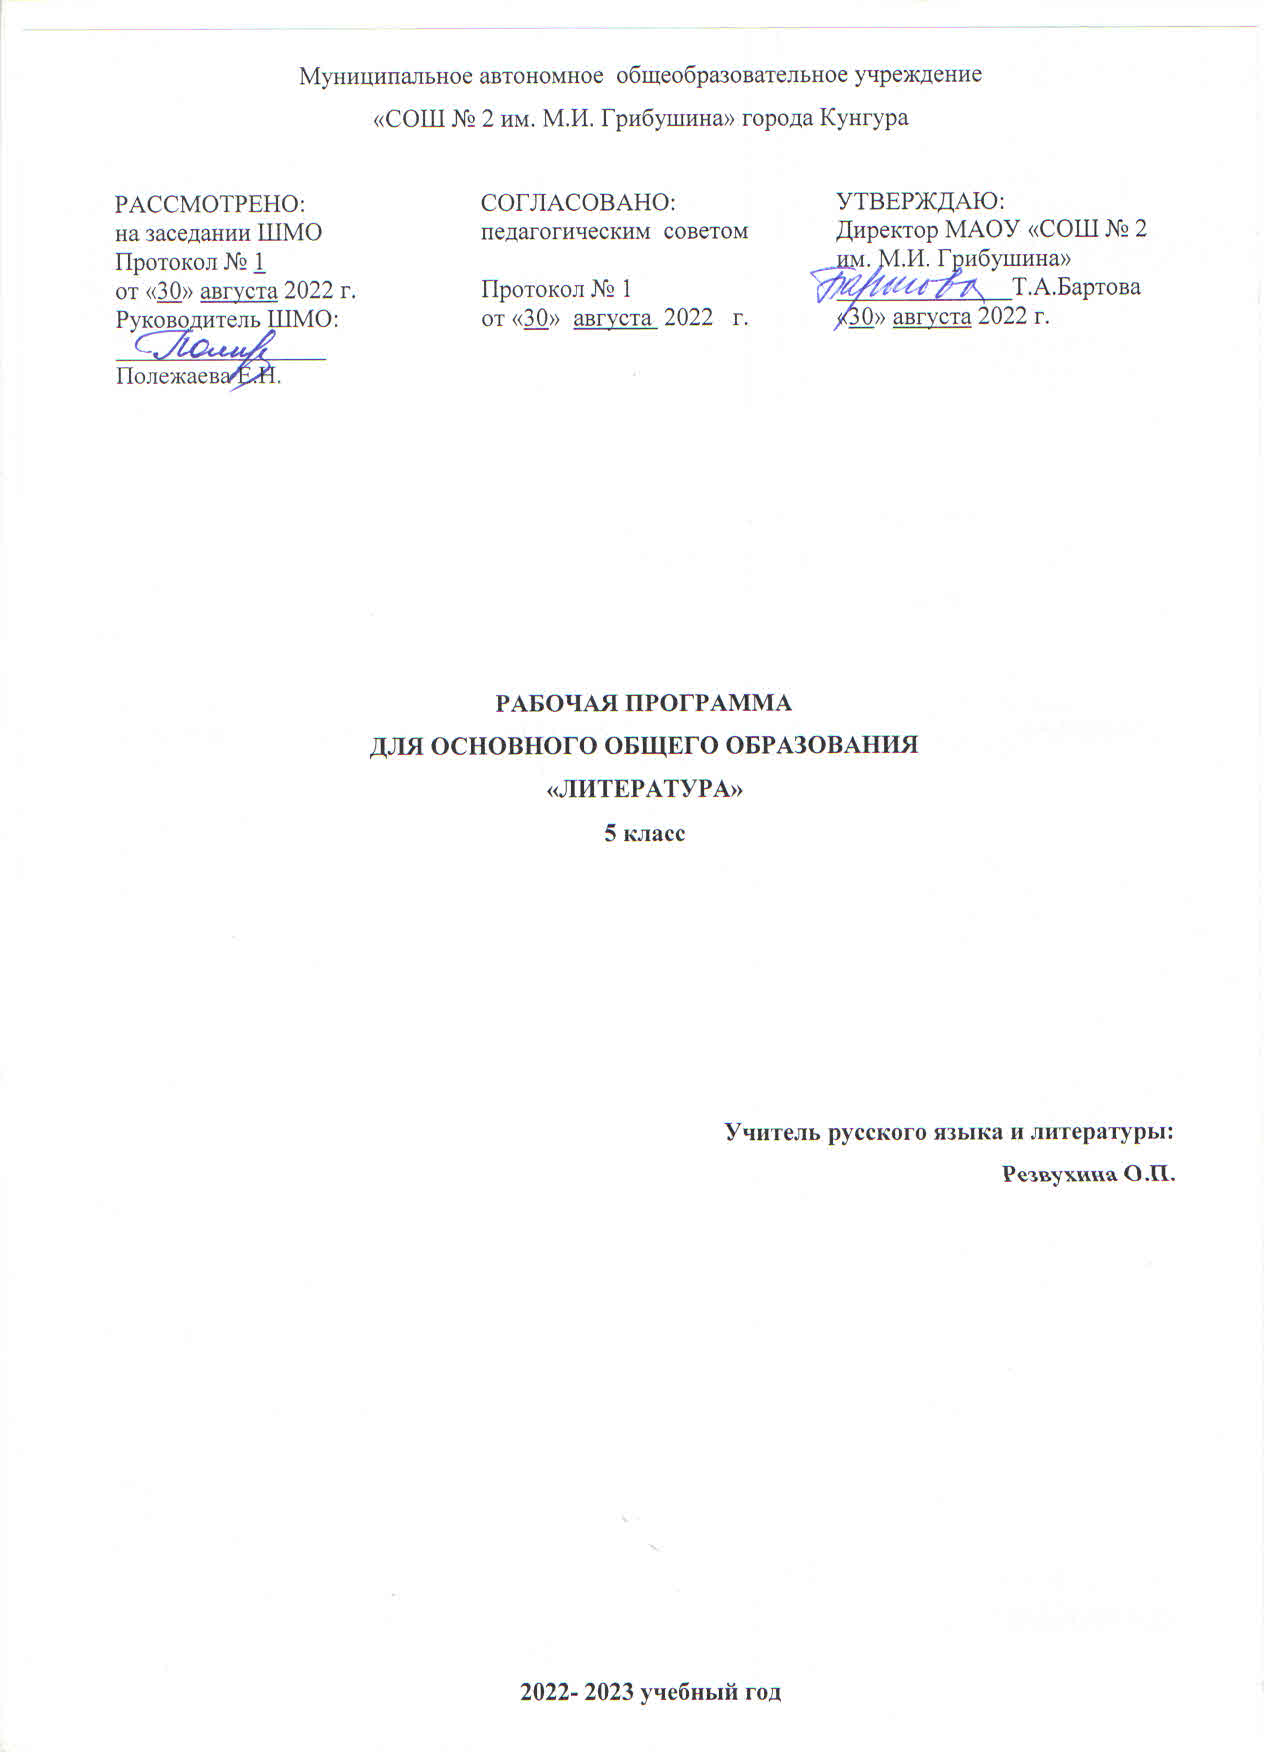 Муниципальное автономное общеобразовательное учреждение
«СОШ № 2 им. М.И. Грибушина» города Кунгура
РАССМОТРЕНО:
на заседании ШМО
Протокол № 1
от «30» августа 2022 г.
Руководитель ШМО:
Полежаева Е.Н.
СОГЛАСОВАНО:
педагогическим советом
Протокол № 1
от «30» августа 2022 г.
УТВЕРЖДАЮ:
Директор МАОУ «СОШ № 2
им. М.И. Грибушина»
Т.А.Бартова
«30» августа 2022 г.
РАБОЧАЯ ПРОГРАММА
ДЛЯ ОСНОВНОГО ОБЩЕГО ОБРАЗОВАНИЯ
«ЛИТЕРАТУРА»
5 класс
Учитель русского языка и литературы:
Резвухина О.П.
2022- 2023 учебный год